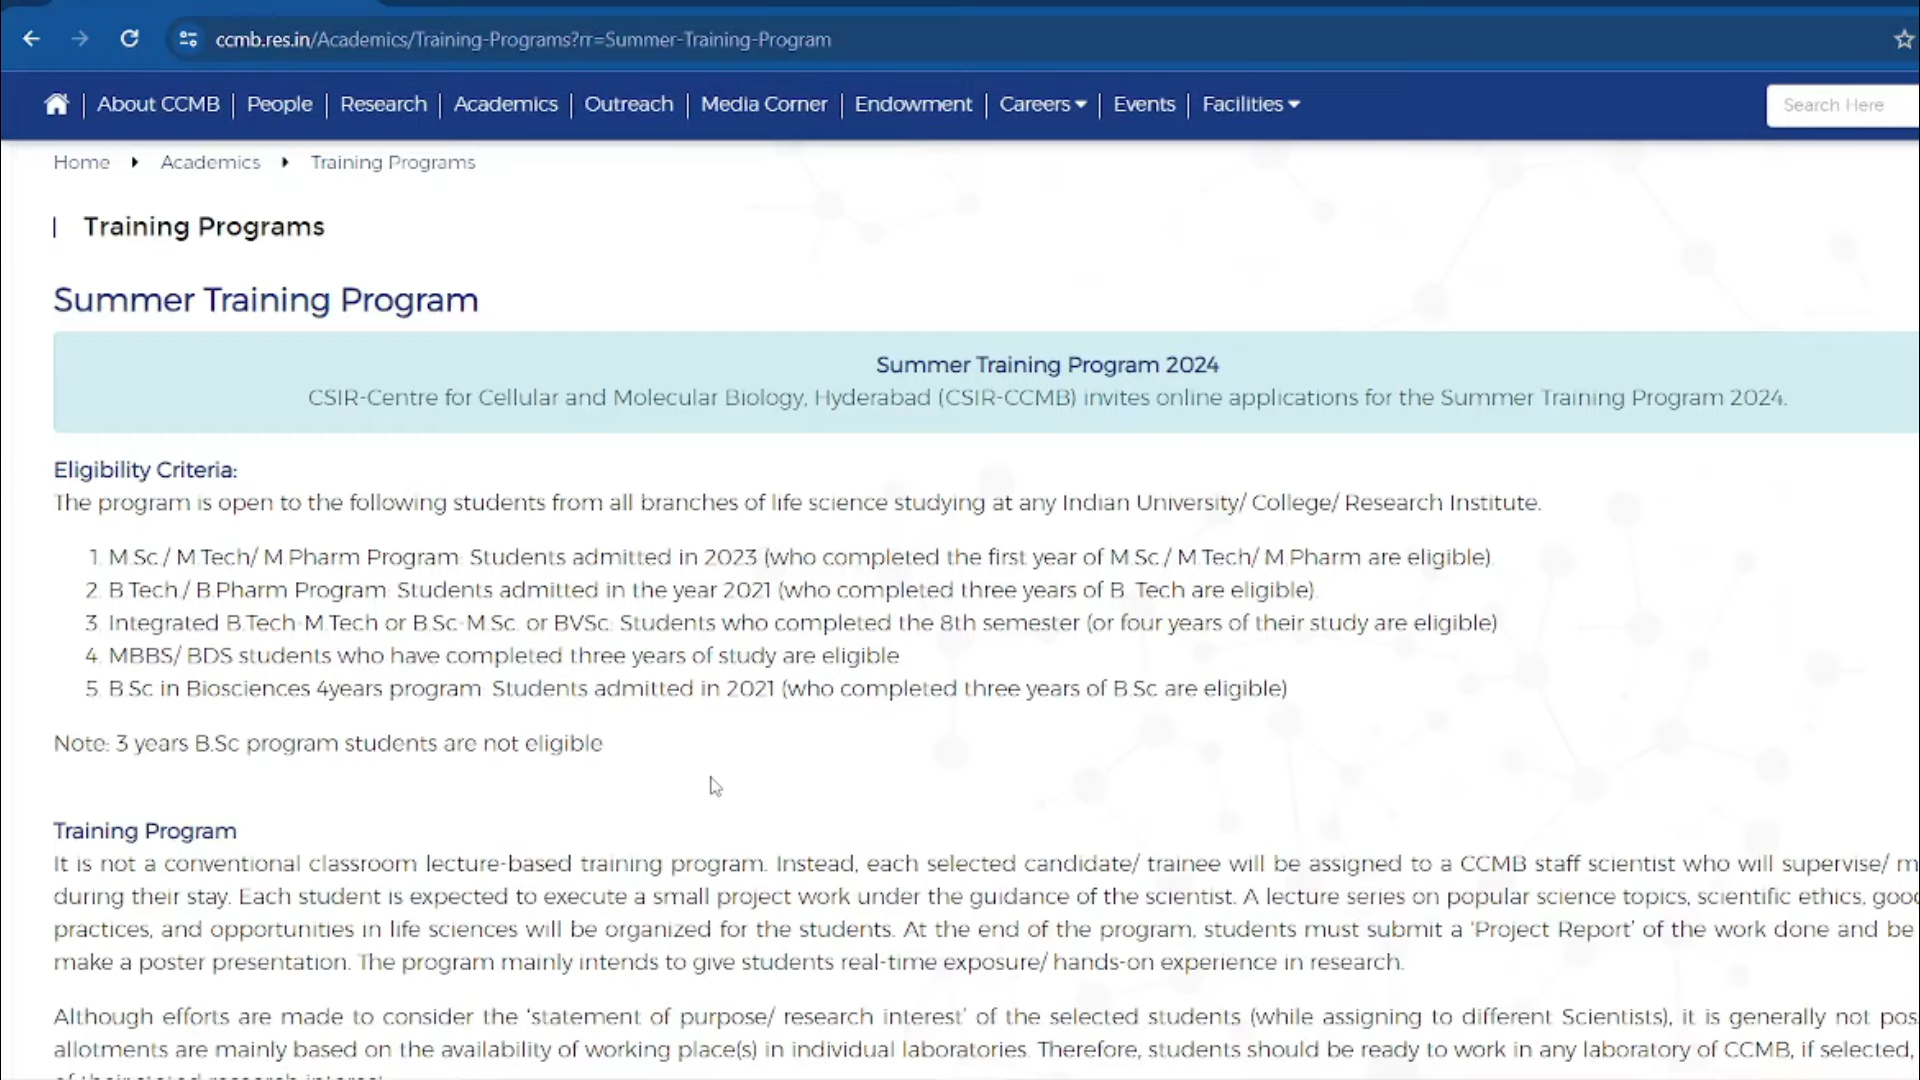 ccmb.res.in/Academics/Training-Programs?rr=Summer-Training-Program
About CCMB | People | Research | Academics | Outreach | Media Corner | Endowment | Careers | Events | Facilities
Search Here
Home Academics Training Programs
Training Programs
Summer Training Program
Summer Training Program 2024
CSIR-Centre for Cellular and Molecular Biology, Hyderabad (CSIR-CCMB) invites online applications for the Summer Training Program 2024.
Eligibility Criteria:
The program is open to the following students from all branches of life science studying at any Indian University/ College/ Research Institute.
1. M.Sc./ M.Tech/ M.Pharm Program: Students admitted in 2023 (who completed the first year of M.Sc./ M.Tech/ M.Pharm are eligible).
2. B.Tech./ B.Pharm Program: Students admitted in the year 2021 (who completed three years of B. Tech are eligible).
3. Integrated B.Tech-M.Tech or B.Sc-M.Sc. or BVSc: Students who completed the 8th semester (or four years of their study are eligible)
4. MBBS/ BDS students who have completed three years of study are eligible
5. B.Sc in Biosciences 4years program: Students admitted in 2021 (who completed three years of B.Sc are eligible)
Note: 3 years B.Sc program students are not eligible
Training Program
It is not a conventional classroom lecture-based training program. Instead, each selected candidate/ trainee will be assigned to a CCMB staff scientist who will supervise/ m
during their stay. Each student is expected to execute a small project work under the guidance of the scientist. A lecture series on popular science topics, scientific ethics, goo
practices, and opportunities in life sciences will be organized for the students. At the end of the program, students must submit a 'Project Report' of the work done and be
make a poster presentation. The program mainly intends to give students real-time exposure/ hands-on experience in research.
Although efforts are made to consider the 'statement of purpose/ research interest' of the selected students (while assigning to different Scientists), it is generally not pos
allotments are mainly based on the availability of working place(s) in individual laboratories. Therefore, students should be ready to work in any laboratory of CCMB, if selected,
of their stated research interest